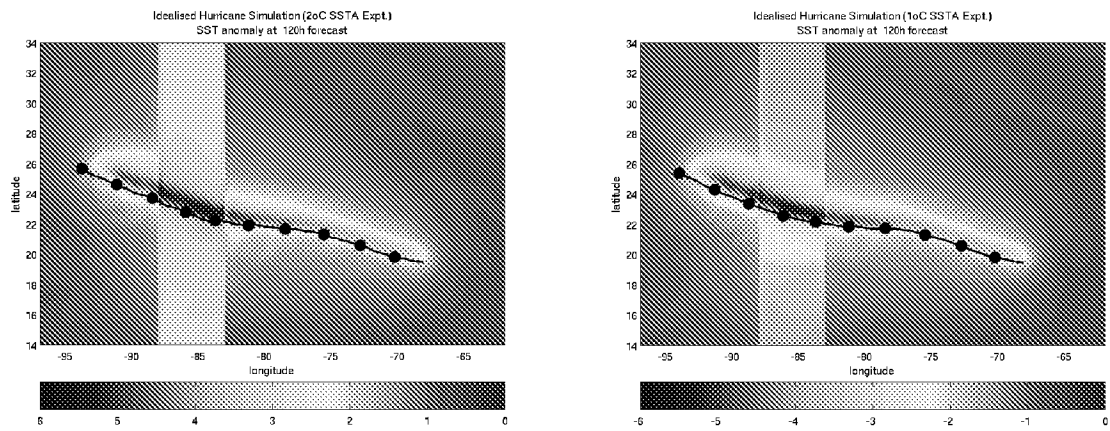 Idealised Hurricane Simulation (2oC SSTA Expt.)
SST anomaly at 120h forecast
34
32
30
28
26
24
22
20
18
16
14
latitude
-95 -90 -85 -80 -75 -70 -65
longitude
6 5 4 3 2 1 0
Idealised Hurricane Simulation (1oC SSTA Expt.)
SST anomaly at 120h forecast
34
32
30
28
26
24
22
20
18
16
14
latitude
-95 -90 -85 -80 -75 -70 -65
longitude
-6 -5 -4 -3 -2 -1 0